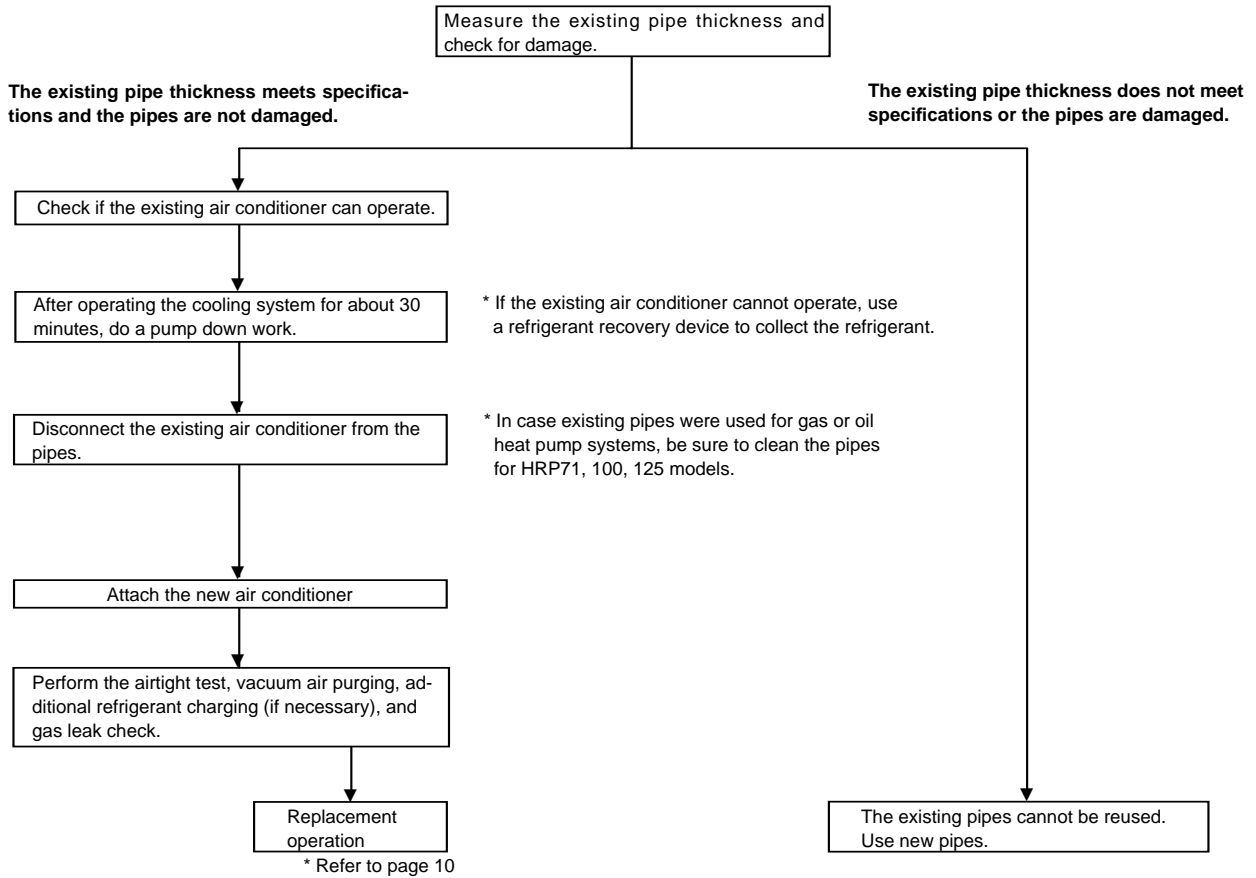 Measure the existing pipe thickness and
check for damage.
The existing pipe thickness meets specifica-
tions and the pipes are not damaged.
The existing pipe thickness does not meet
specifications or the pipes are damaged.
Check if the existing air conditioner can operate.
After operating the cooling system for about 30
minutes, do a pump down work.
* If the existing air conditioner cannot operate, use
a refrigerant recovery device to collect the refrigerant.
Disconnect the existing air conditioner from the
pipes.
* In case existing pipes were used for gas or oil
heat pump systems, be sure to clean the pipes
for HRP71, 100, 125 models.
Attach the new air conditioner
Perform the airtight test, vacuum air purging, ad-
ditional refrigerant charging (if necessary), and
gas leak check.
Replacement
operation
* Refer to page 10
The existing pipes cannot be reused.
Use new pipes.